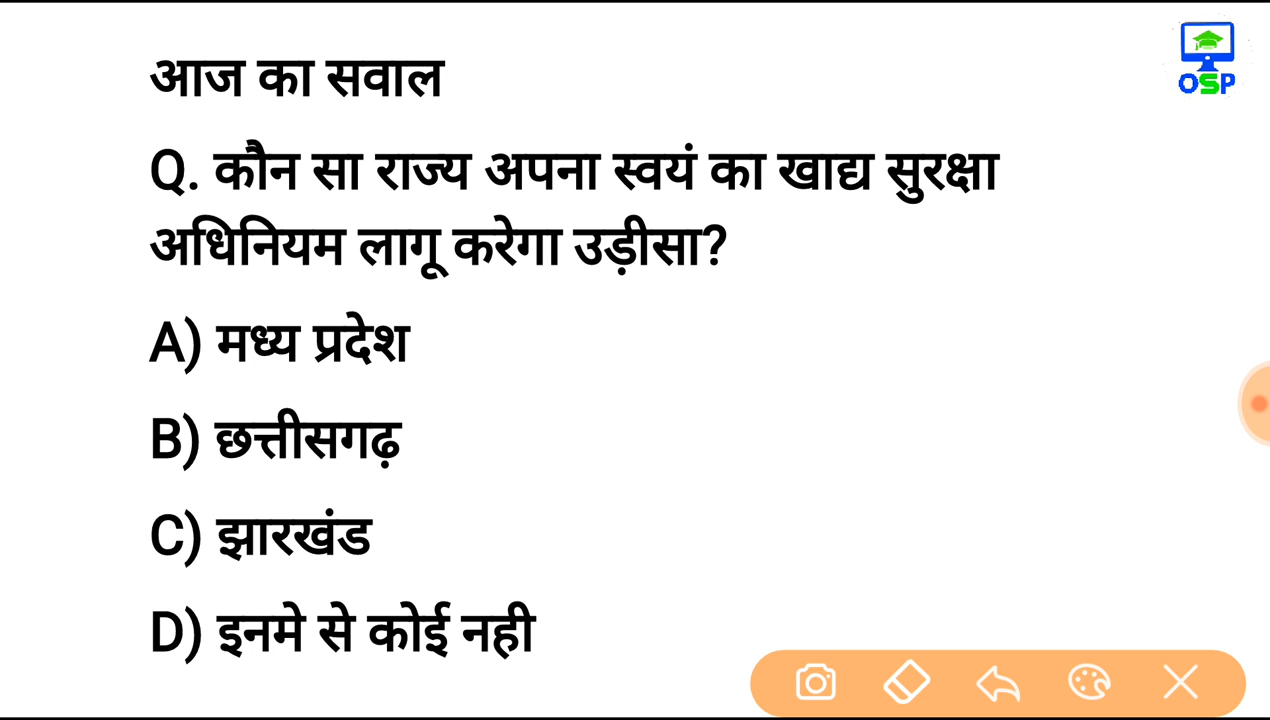 OSP
आज का सवाल
Q. कौन सा राज्य अपना स्वयं का खाद्य सुरक्षा
अधिनियम लागू करेगा उड़ीसा?
A) मध्य प्रदेश
B) छत्तीसगढ़
C) झारखंड
D) इनमे से कोई नही